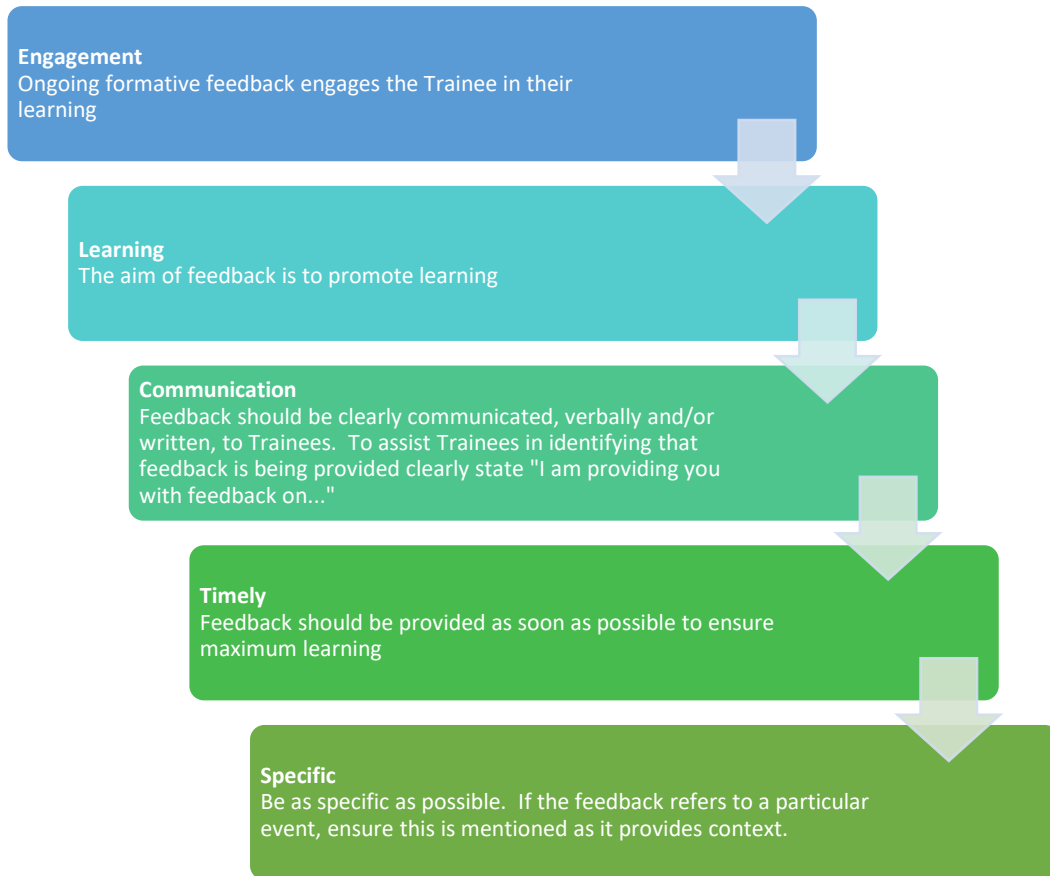 Engagement
Ongoing formative feedback engages the Trainee in their
learning
Learning
The aim of feedback is to promote learning
Communication
Feedback should be clearly communicated, verbally and/or
written, to Trainees.  To assist Trainees in identifying that
feedback is being provided clearly state "I am providing you
with feedback on..."
Timely
Feedback should be provided as soon as possible to ensure
maximum learning
Specific
Be as specific as possible.  If the feedback refers to a particular
event, ensure this is mentioned as it provides context.